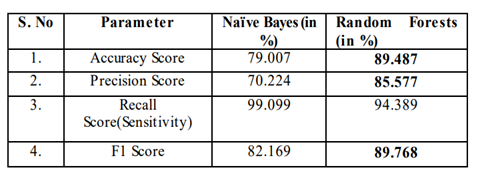 S. No Parameter Naïve Bayes (in %) Random Forests (in %)
1. Accuracy Score 79.007 89.487
2. Precision Score 70.224 85.577
3. Recall Score(Sensitivity) 99.099 94.389
4. F1 Score 82.169 89.768